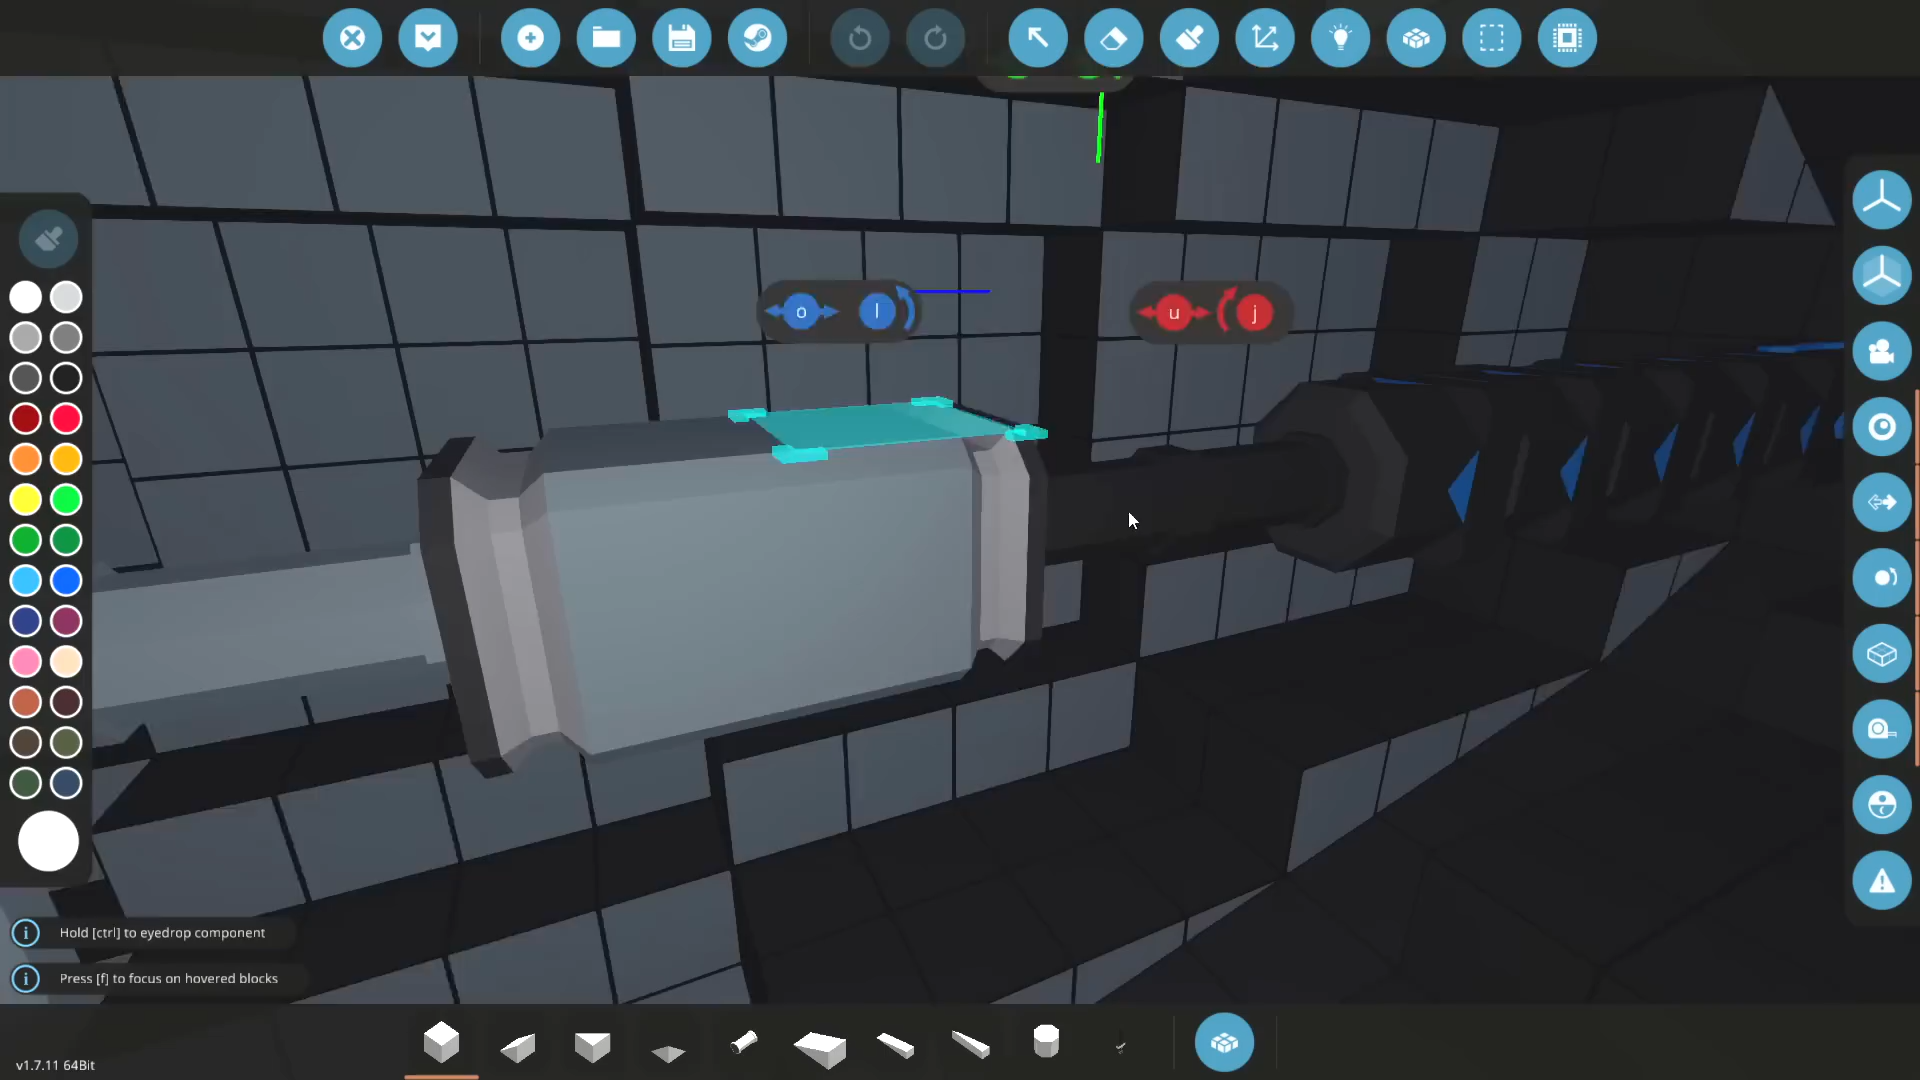 o l
u j
Hold [ctrl] to eyedrop component
Press [f] to focus on hovered blocks
v1.7.11 64Bit